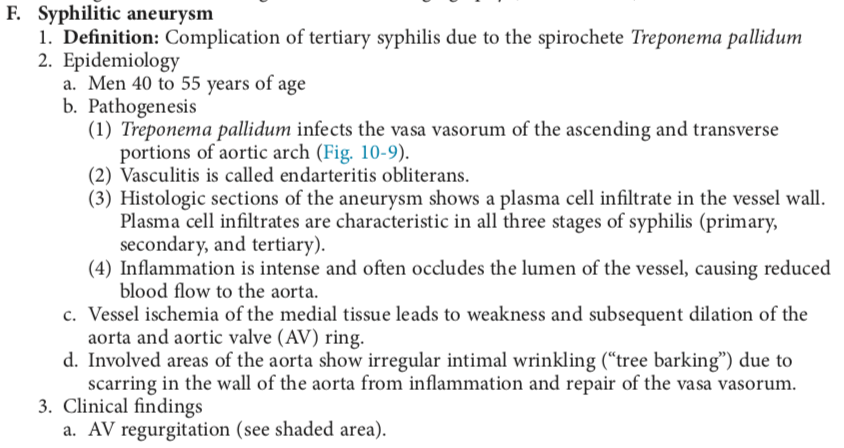 F. Syphilitic aneurysm
1. Definition: Complication of tertiary syphilis due to the spirochete Treponema pallidum
2. Epidemiology
a. Men 40 to 55 years of age
b. Pathogenesis
(1) Treponema pallidum infects the vasa vasorum of the ascending and transverse
portions of aortic arch (Fig. 10-9).
(2) Vasculitis is called endarteritis obliterans.
(3) Histologic sections of the aneurysm shows a plasma cell infiltrate in the vessel wall.
Plasma cell infiltrates are characteristic in all three stages of syphilis (primary,
secondary, and tertiary).
(4) Inflammation is intense and often occludes the lumen of the vessel, causing reduced
blood flow to the aorta.
c. Vessel ischemia of the medial tissue leads to weakness and subsequent dilation of the
aorta and aortic valve (AV) ring.
d. Involved areas of the aorta show irregular intimal wrinkling (“tree barking”) due to
scarring in the wall of the aorta from inflammation and repair of the vasa vasorum.
3. Clinical findings
a. AV regurgitation (see shaded area).